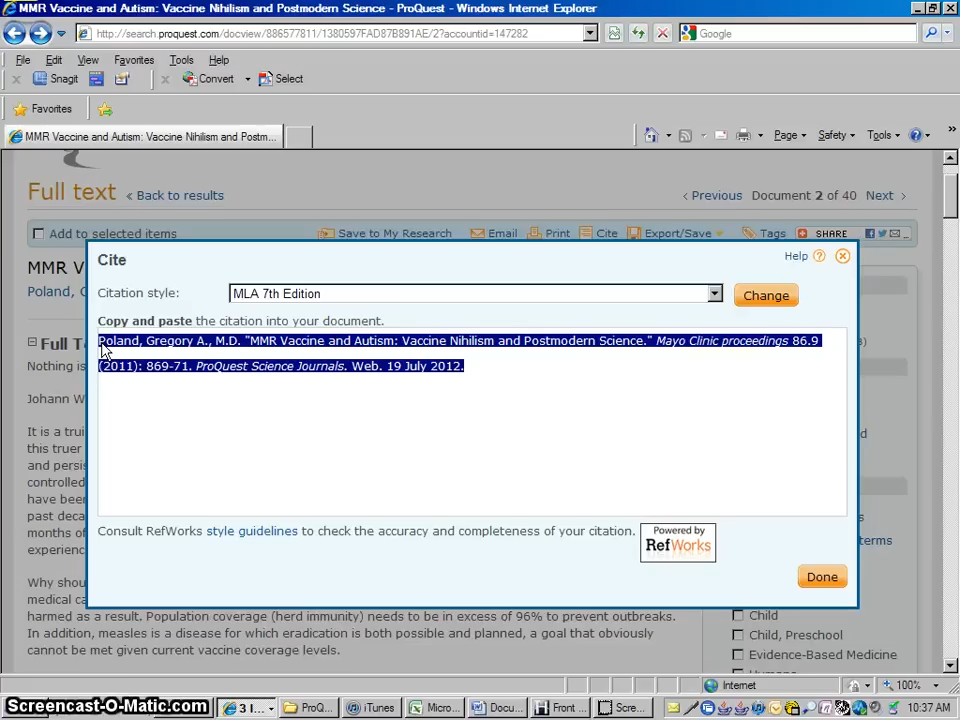 MMR Vaccine and Autism: Vaccine Nihilism and Postmodern Science - ProQuest - Windows Internet Explorer
http://search.proquest.com/docview/886577811/1380597FAD87B891AE/2?accountid=147282
Google
File Edit View Favorites Tools Help
Snagit Convert Select
Favorites
MMR Vaccine and Autism: Vaccine Nihilism and Postm...
Page Safety Tools
Full text « Back to results
Previous Document 2 of 40 Next
Add to selected items Save to My Research Email Print Cite Export/Save Tags SHARE
MMR V
Cite
Help
Citation style: MLA 7th Edition Change
Poland,
Copy and paste the citation into your document.
Poland, Gregory A., M.D. "MMR Vaccine and Autism: Vaccine Nihilism and Postmodern Science." Mayo Clinic proceedings 86.9
(2011): 869-71. ProQuest Science Journals. Web. 19 July 2012.
Full T
Nothing is
Johann W
It is a trui
this truer
and persis
controlled
have been
past deca
months of
experienc
Consult RefWorks style guidelines to check the accuracy and completeness of your citation.
Powered by
RefWorks
terms
Done
Why shou
medical ca
harmed as a result. Population coverage (herd immunity) needs to be in excess of 96% to prevent outbreaks.
In addition, measles is a disease for which eradication is both possible and planned, a goal that obviously
cannot be met given current vaccine coverage levels.
Child
Child, Preschool
Evidence-Based Medicine
Internet 100%
Screencast-O-Matic.com
3 I... ProQ... iTunes Micro... Docu... Front ... Scre... 10:37 AM